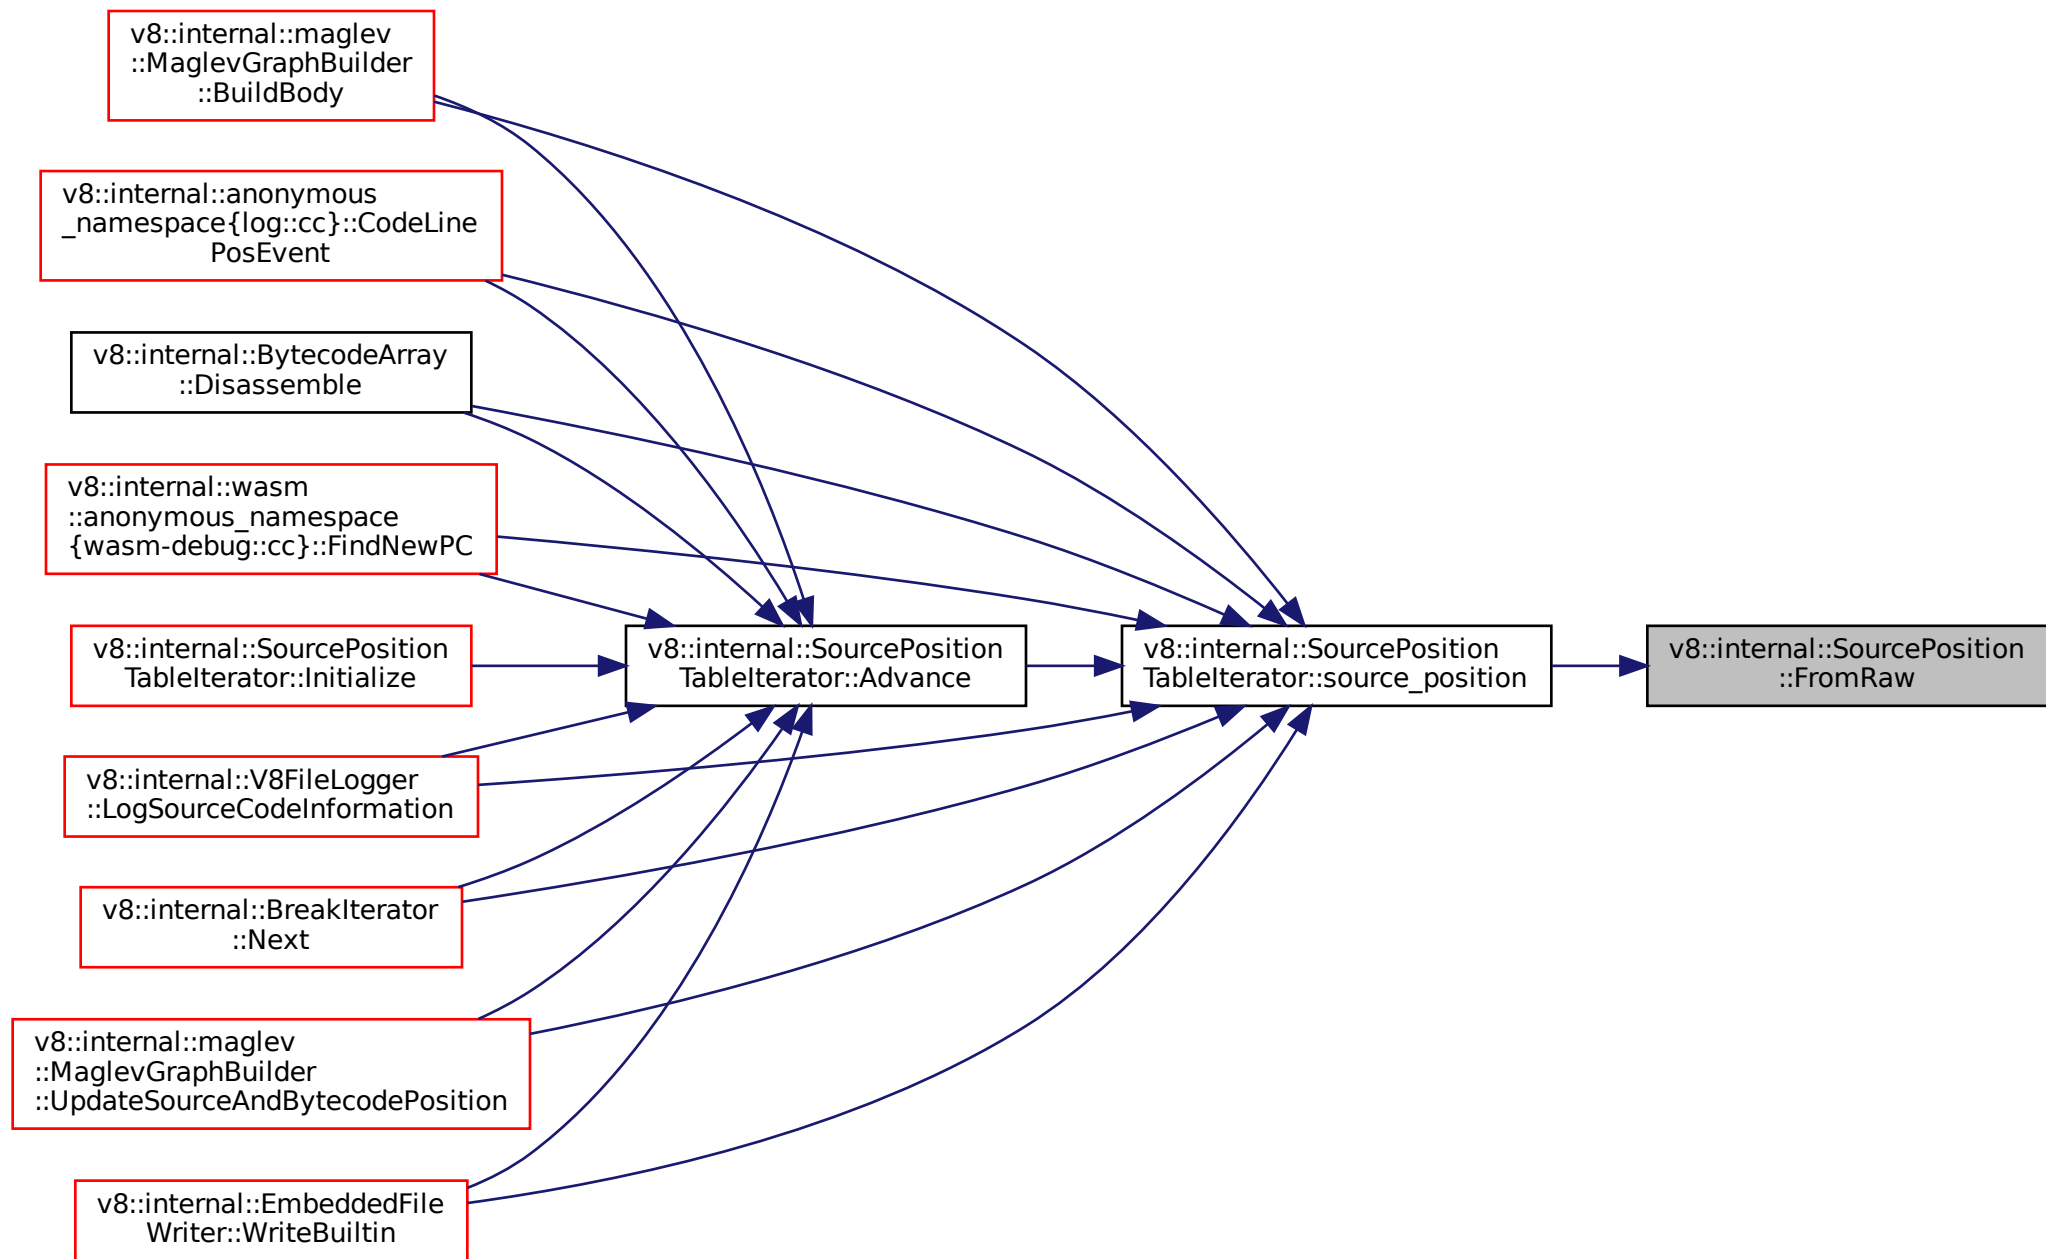 v8::internal::maglev
::MaglevGraphBuilder
::BuildBody
v8::internal::anonymous
_namespace{log::cc}::CodeLine
PosEvent
v8::internal::BytecodeArray
::Disassemble
v8::internal::wasm
::anonymous_namespace
{wasm-debug::cc}::FindNewPC
v8::internal::SourcePosition
TableIterator::Initialize
v8::internal::V8FileLogger
::LogSourceCodeInformation
v8::internal::BreakIterator
::Next
v8::internal::maglev
::MaglevGraphBuilder
::UpdateSourceAndBytecodePosition
v8::internal::EmbeddedFile
Writer::WriteBuiltin
v8::internal::SourcePosition
TableIterator::Advance
v8::internal::SourcePosition
TableIterator::source_position
v8::internal::SourcePosition
::FromRaw